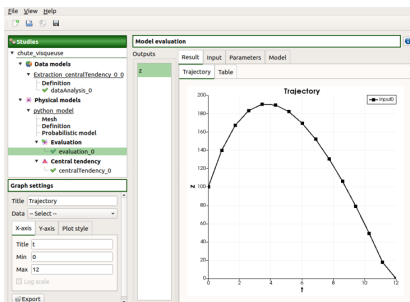 File View Help
Studies
chute_visqueuse
Data models
Extraction_centralTendency_0_0
Definition
dataAnalysis_0
Physical models
python_model
Mesh
Definition
Probabilistic model
Evaluation
evaluation_0
Central tendency
centralTendency_0
Graph settings
Title Trajectory
Data -- Select --
X-axis Y-axis Plot style
Title t
Min 0
Max 12
Log scale
Export
Model evaluation
Outputs
z
Result Input Parameters Model
Trajectory Table
Trajectory
Input0
200
180
160
140
120
100
80
60
40
20
0
z
0 2 4 6 8 10 12
t